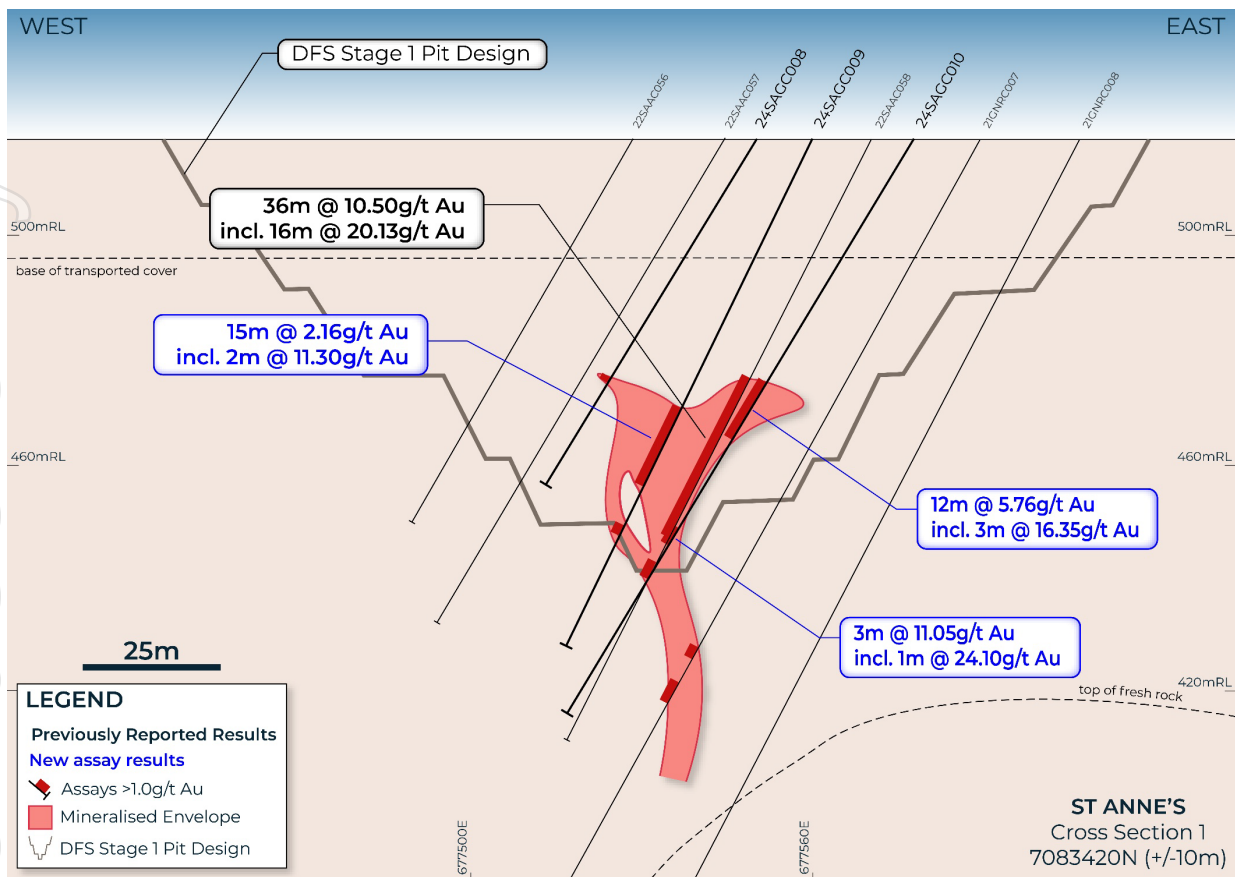 WEST
EAST
DFS Stage 1 Pit Design
22SAAC056
22SAAC057
24SAGC008
24SAGC009
22SAAC058
24SAGC010
21GNRC007
21GNRC008
36m @ 10.50g/t Au
incl. 16m @ 20.13g/t Au
500mRL
500mRL
base of transported cover
15m @ 2.16g/t Au
incl. 2m @ 11.30g/t Au
460mRL
460mRL
12m @ 5.76g/t Au
incl. 3m @ 16.35g/t Au
3m @ 11.05g/t Au
incl. 1m @ 24.10g/t Au
25m
420mRL
top of fresh rock
LEGEND
Previously Reported Results
New assay results
Assays >1.0g/t Au
Mineralised Envelope
DFS Stage 1 Pit Design
677500E
677560E
ST ANNE'S
Cross Section 1
7083420N (+/-10m)